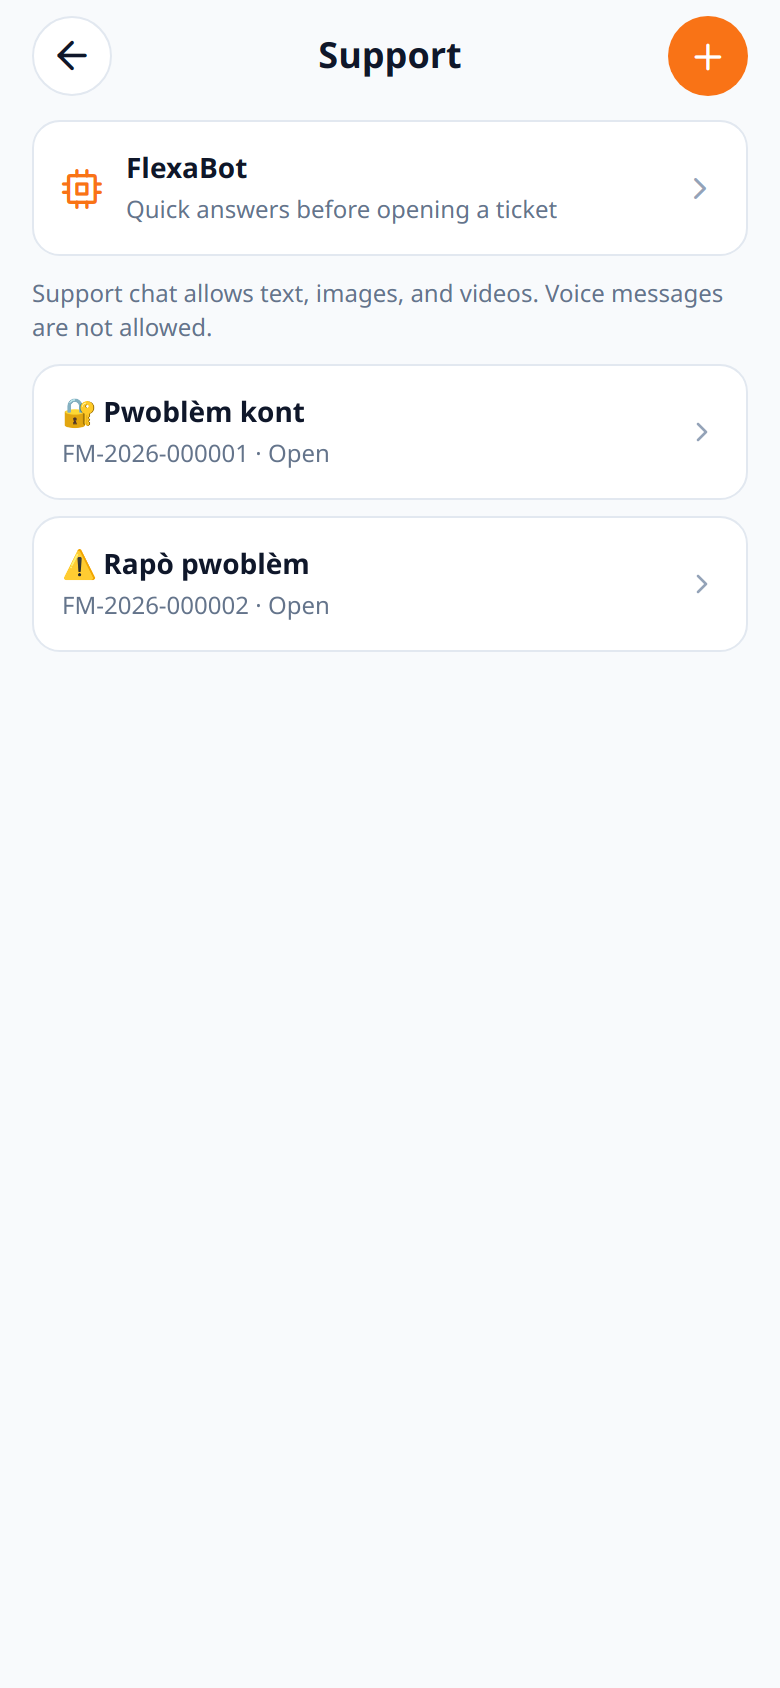 Support
FlexaBot
Quick answers before opening a ticket
Support chat allows text, images, and videos. Voice messages
are not allowed.
🔐 Pwoblèm kont
FM-2026-000001 · Open
⚠️ Rapò pwoblèm
FM-2026-000002 · Open